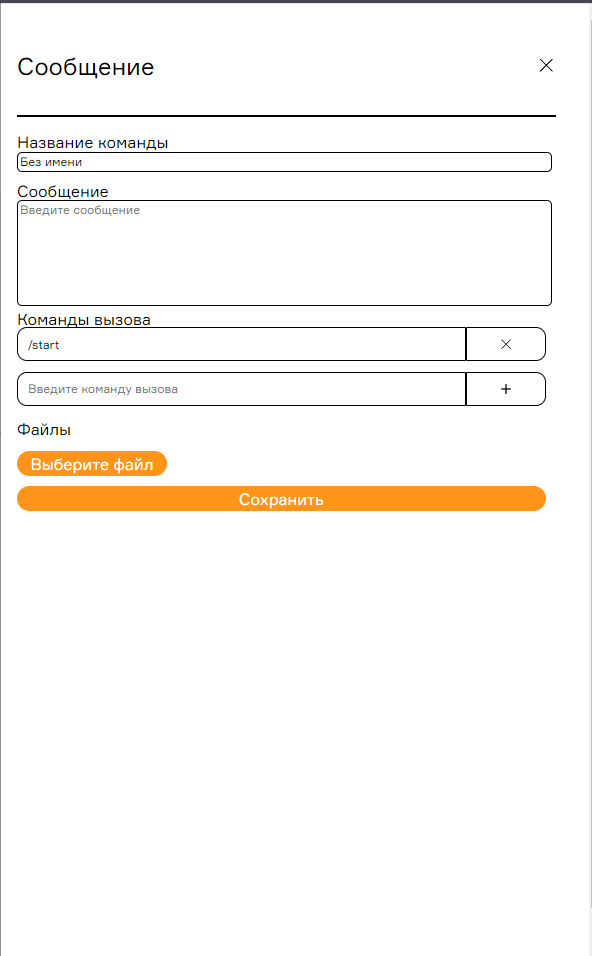 Сообщение
Название команды
Без имени
Сообщение
Введите сообщение
Команды вызова
/start
Введите команду вызова
Файлы
Выберите файл
Сохранить